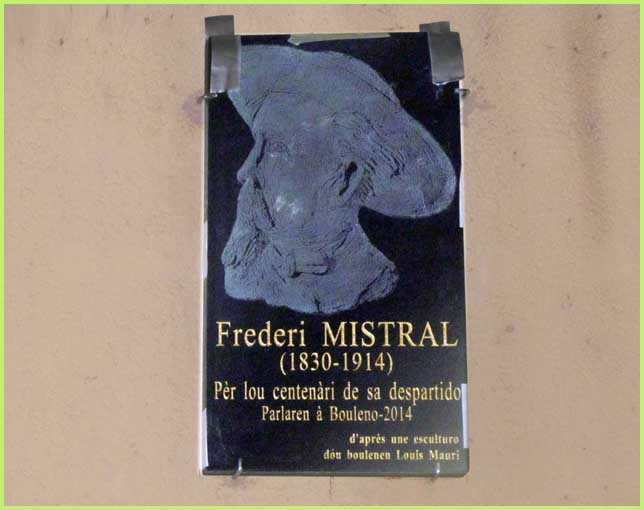 Frederi MISTRAL
(1830-1914)
Pèr lou centenàri de sa despartido
Parlaren à Bouleno-2014
d'après une esculturo
dóu boulenen Louis Mauri